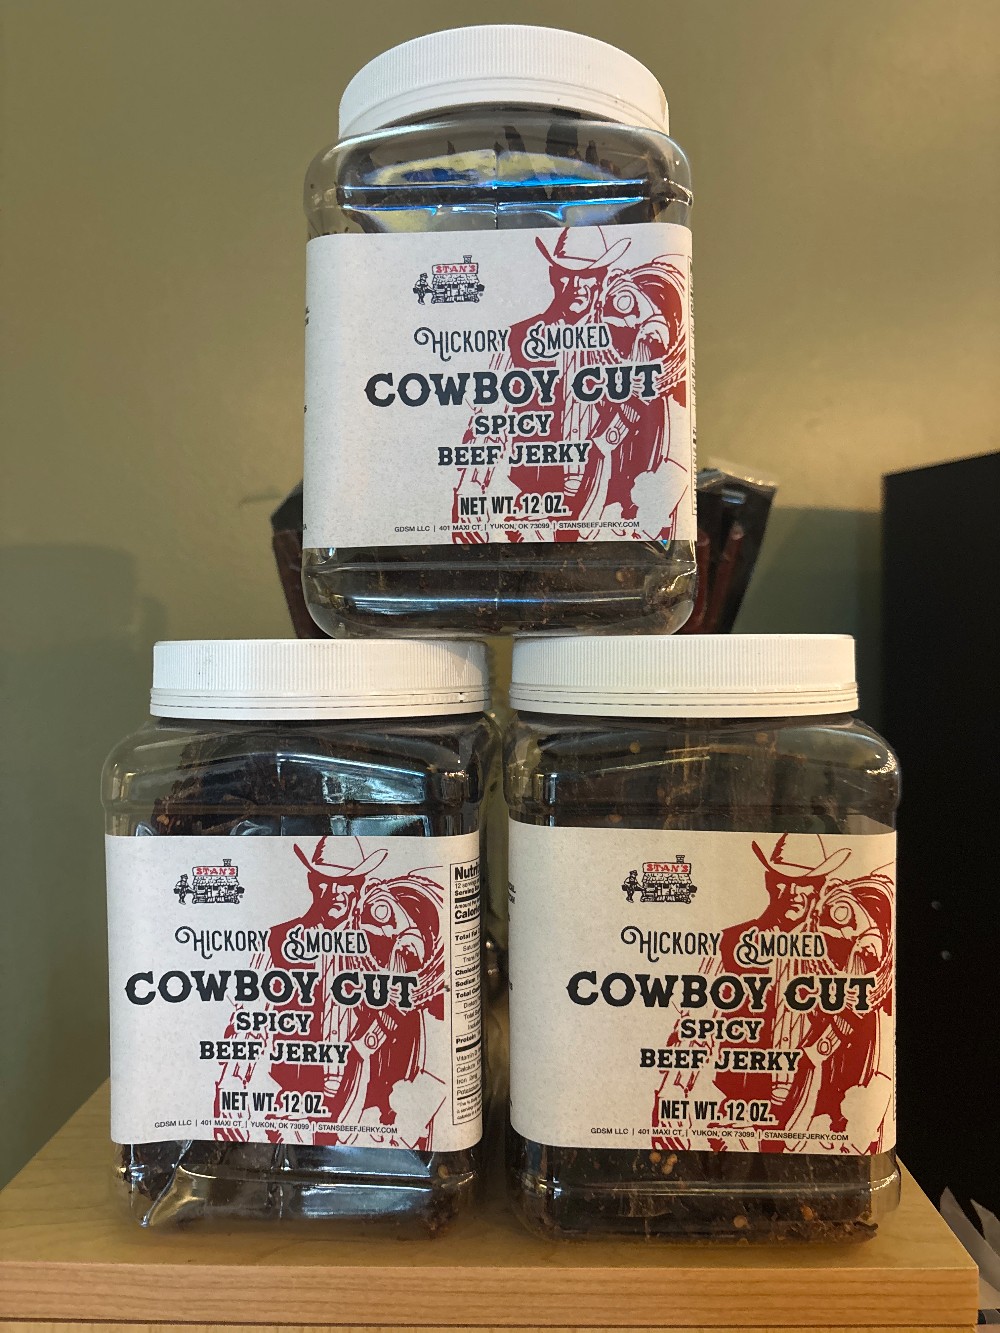 STAN'S
HICKORY SMOKED
COWBOY CUT
SPICY
BEEF JERKY
NET WT. 12 OZ.
GDSM LLC | 401 MAXI CT | YUKON, OK 73099 | STANSBEEFJERKY.COM
STAN'S
HICKORY SMOKED
COWBOY CUT
SPICY
BEEF JERKY
NET WT. 12 OZ.
GDSM LLC | 401 MAXI CT | YUKON, OK 73099 | STANSBEEFJERKY.COM
STAN'S
HICKORY SMOKED
COWBOY CUT
SPICY
BEEF JERKY
NET WT. 12 OZ.
GDSM LLC | 401 MAXI CT | YUKON, OK 73099 | STANSBEEFJERKY.COM